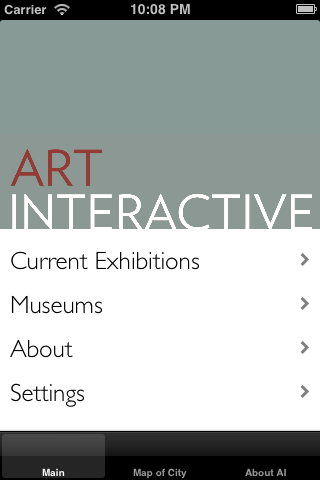 Carrier 10:08 PM
ART
INTERACTIVE
Current Exhibitions
Museums
About
Settings
Main Map of City About AI